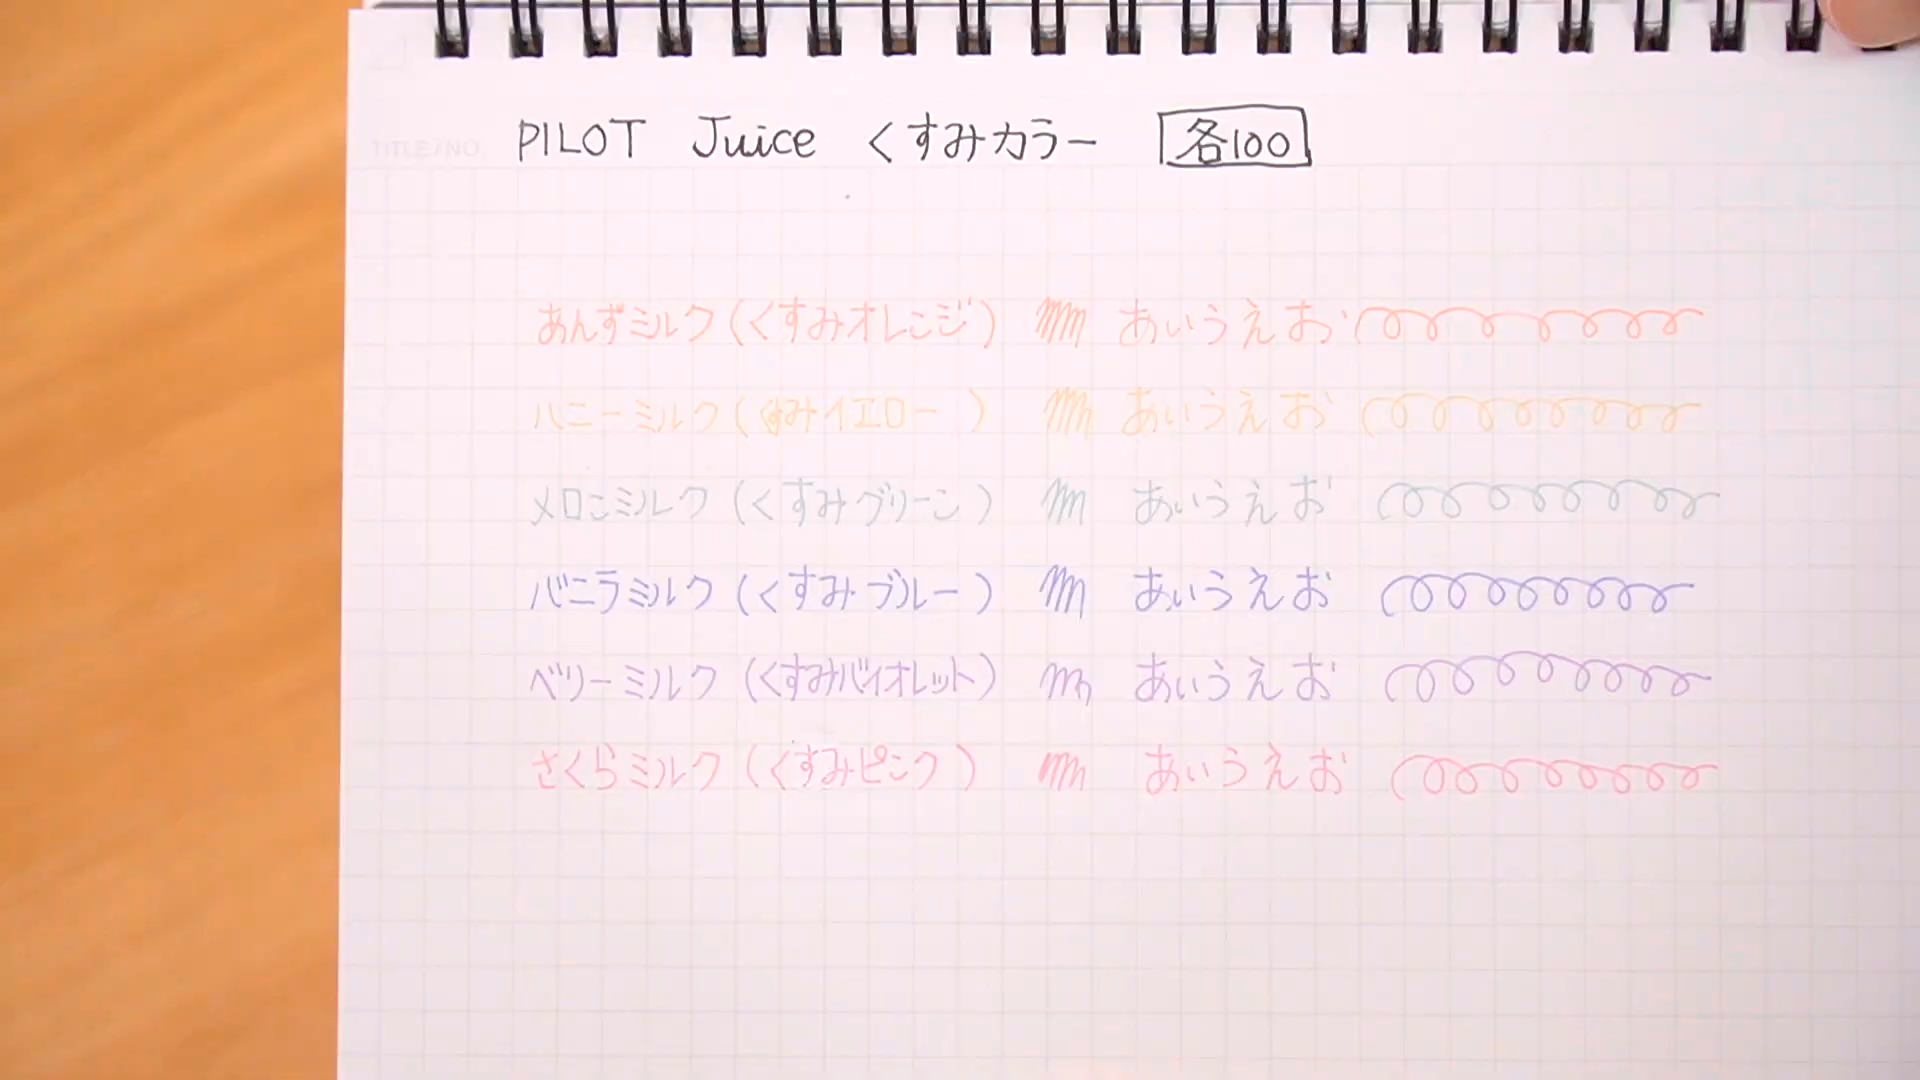 PILOT Juice くすみカラー 各100
TITLE/NO.
あんずミルク(くすみオレンジ) あいうえお
ハニーミルク(くすみイエロー) あいうえお
メロンミルク(くすみグリーン) あいうえお
バニラミルク(くすみブルー) あいうえお
ベリーミルク(くすみバイオレット) あいうえお
さくらミルク(くすみピンク) あいうえお